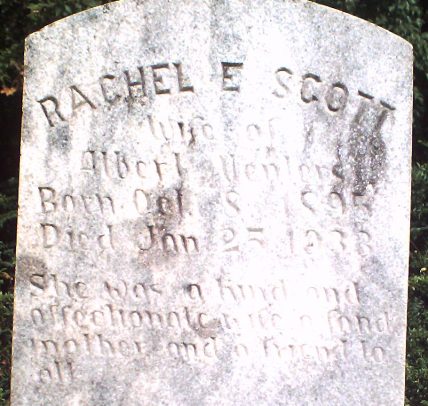 RACHEL E SCOTT
Wife of
Albert
Born Oct. 8, 1895
Died Jan 25 1933
She was a kind and
affectionate wife a fond
mother and a friend to
all